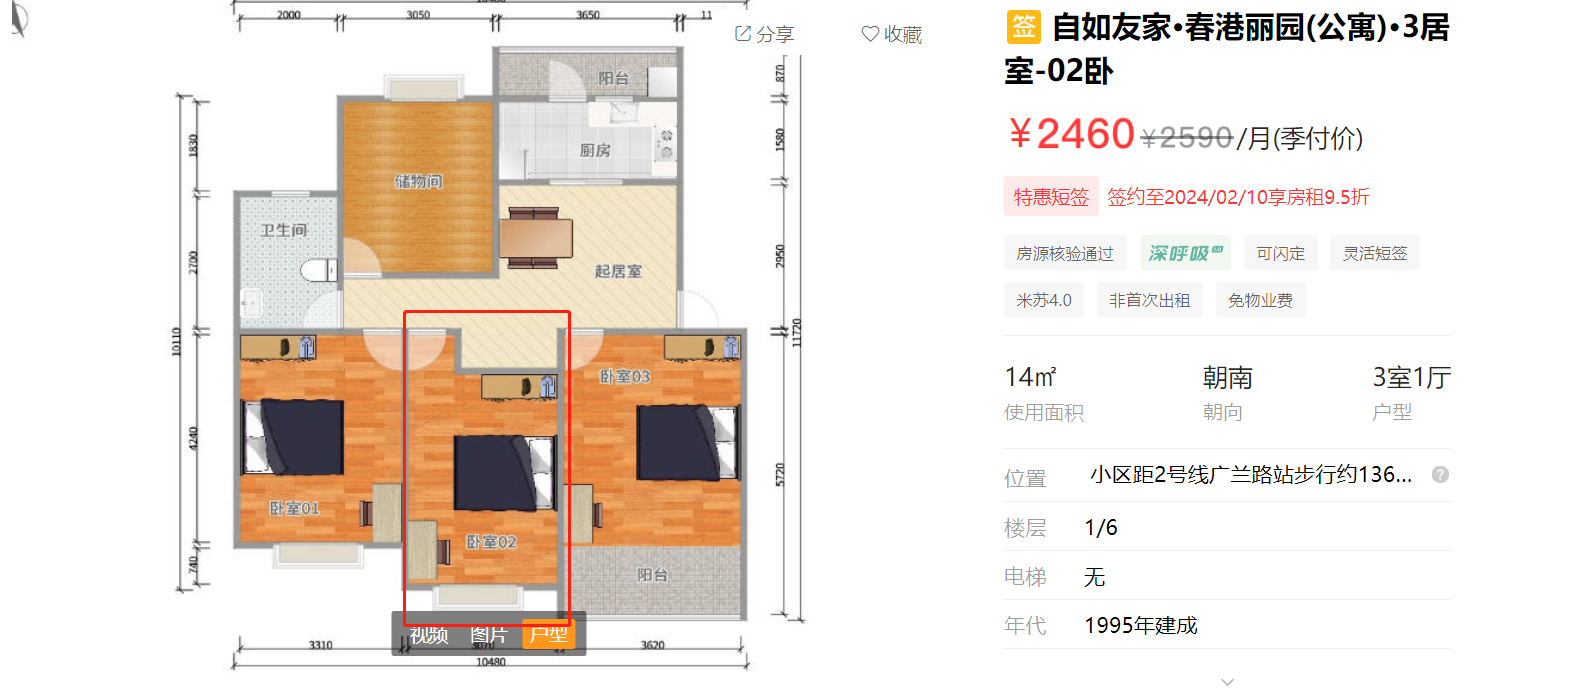 2000
3050
3650
11
分享
收藏
阳台
870
厨房
1580
储物间
1830
卫生间
2700
起居室
2950
10110
11720
卧室03
4240
5720
卧室01
卧室02
740
阳台
视频
图片
户型
3310
3070
3620
10480
签 自如友家·春港丽园(公寓)·3居
室-02卧
￥2460 ¥2590/月(季付价)
特惠短签 签约至2024/02/10享房租9.5折
房源核验通过 深呼吸 可闪定 灵活短签
米苏4.0 非首次出租 免物业费
14㎡ 朝南 3室1厅
使用面积 朝向 户型
位置 小区距2号线广兰路站步行约136... ?
楼层 1/6
电梯 无
年代 1995年建成